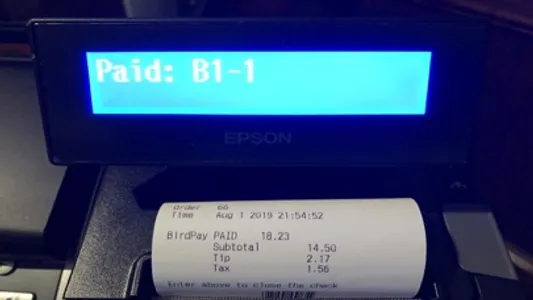 Paid: B1-1
EPSON
Order 66
Time Aug 1 2019 21:54:52
BirdPay PAID 18.23
Subtotal 14.50
Tip 2.17
Tax 1.56
Enter above to close the check